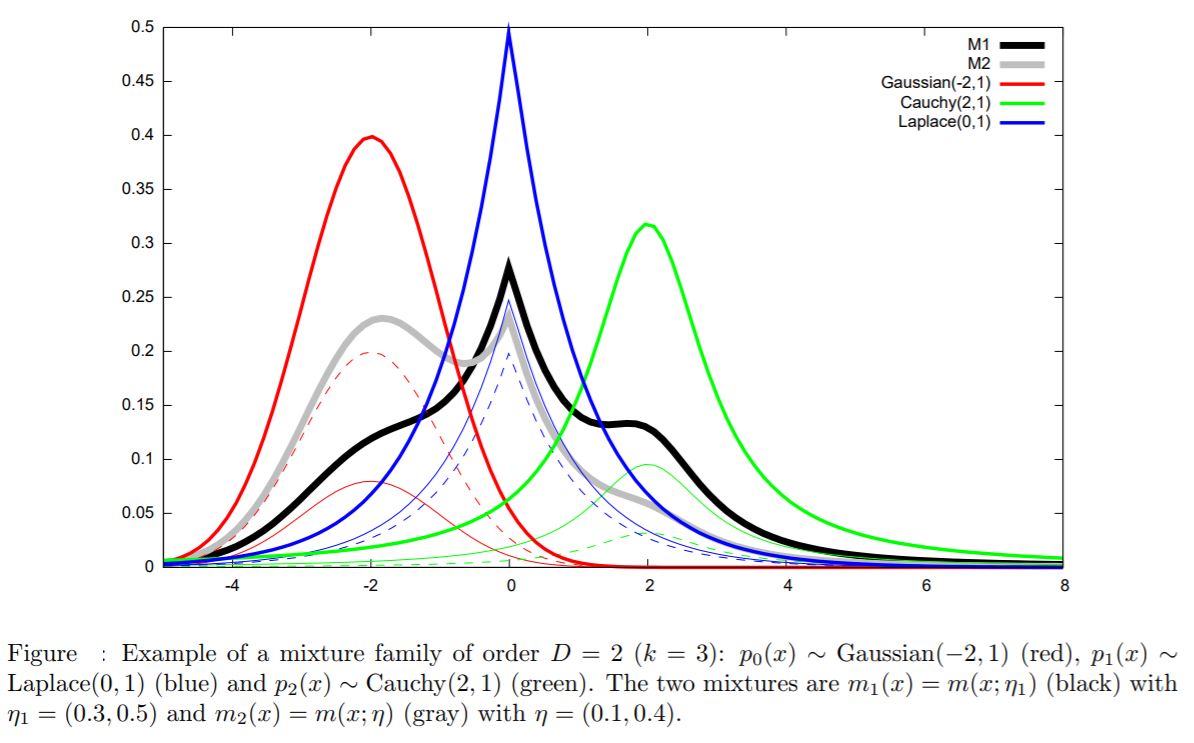 0.5
0.45
0.4
0.35
0.3
0.25
0.2
0.15
0.1
0.05
0
-4
-2
0
2
4
6
8
M1
M2
Gaussian(-2,1)
Cauchy(2,1)
Laplace(0,1)
Figure : Example of a mixture family of order D = 2 (k = 3): p₀(x) ∼ Gaussian(−2, 1) (red), p₁(x) ∼
Laplace(0, 1) (blue) and p₂(x) ∼ Cauchy(2, 1) (green). The two mixtures are m₁(x) = m(x; η₁) (black) with
η₁ = (0.3, 0.5) and m₂(x) = m(x; η) (gray) with η = (0.1, 0.4).